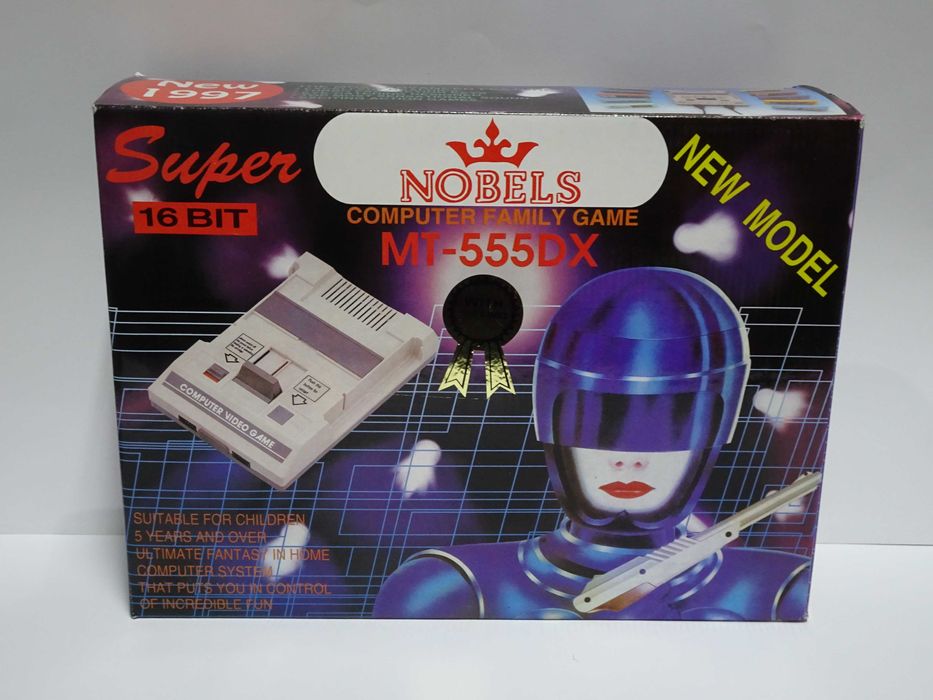 New
1997
Super
16 BIT
NOBELS
COMPUTER FAMILY GAME
MT-555DX
NEW MODEL
WITH
COMPUTER VIDEO GAME
SUITABLE FOR CHILDREN
5 YEARS AND OVER
ULTIMATE FANTASY IN HOME
COMPUTER SYSTEM
THAT PUTS YOU IN CONTROL
OF INCREDIBLE FUN